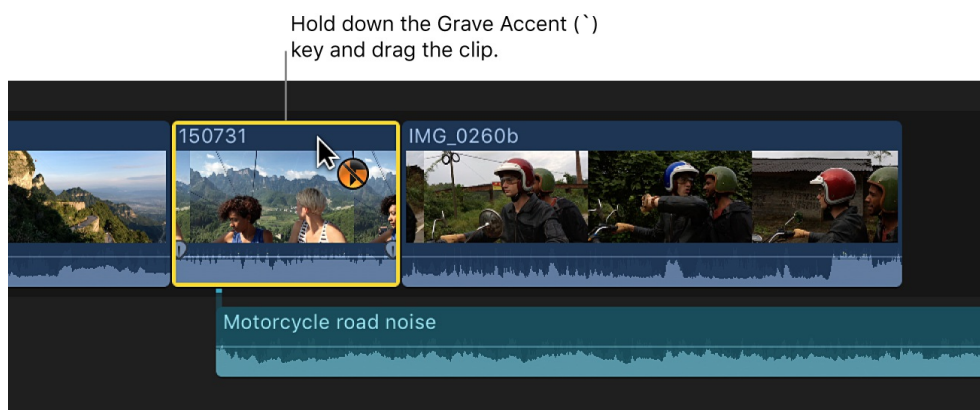 Hold down the Grave Accent (`)
key and drag the clip.
150731
IMG_0260b
Motorcycle road noise